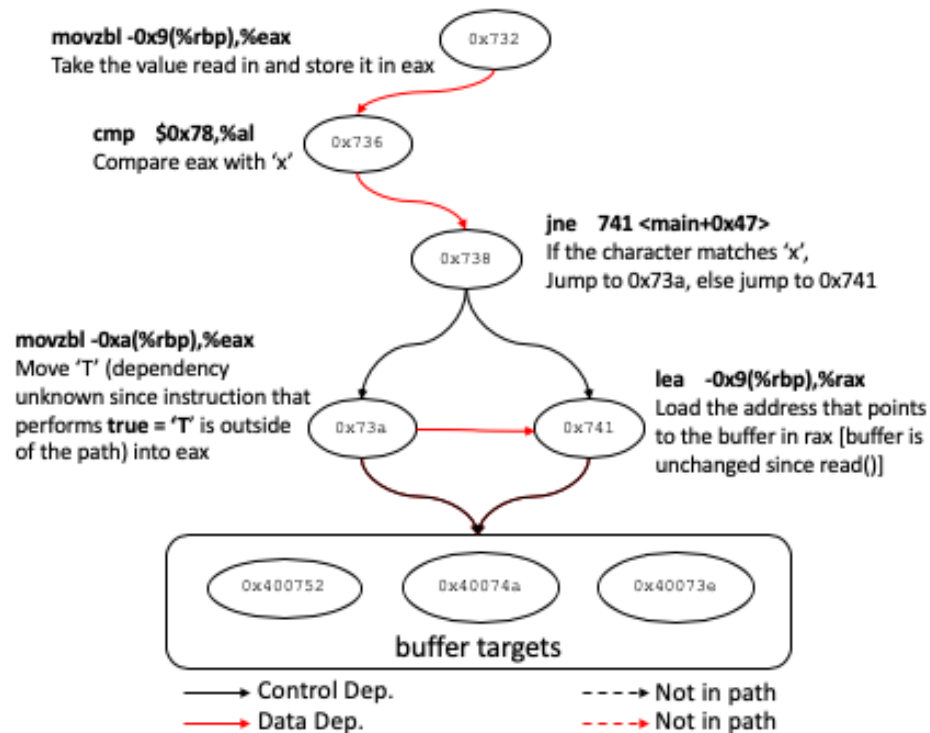 movzbl -0x9(%rbp),%eax
Take the value read in and store it in eax
0x732
cmp $0x78,%al
Compare eax with ‘x’
0x736
jne 741 <main+0x47>
If the character matches ‘x’,
Jump to 0x73a, else jump to 0x741
0x738
movzbl -0xa(%rbp),%eax
Move ‘T’ (dependency
unknown since instruction that
performs true = ‘T’ is outside
of the path) into eax
0x73a
0x741
lea -0x9(%rbp),%rax
Load the address that points
to the buffer in rax [buffer is
unchanged since read()]
0x400752
0x40074a
0x40073e
buffer targets
Control Dep.
Not in path
Data Dep.
Not in path